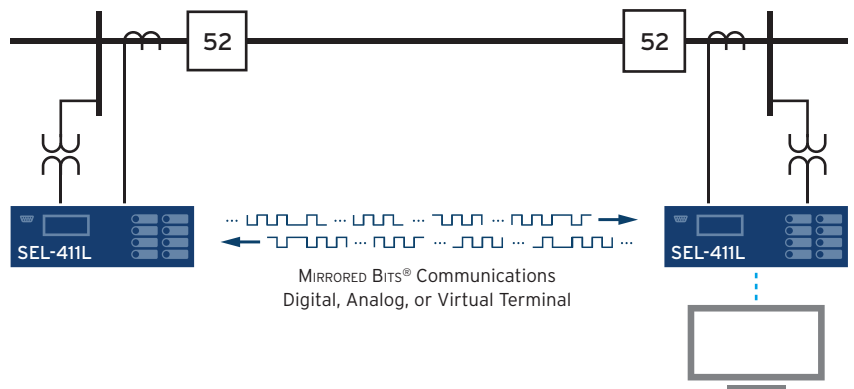 52
52
SEL-411L
SEL-411L
MIRRORED BITS® Communications
Digital, Analog, or Virtual Terminal